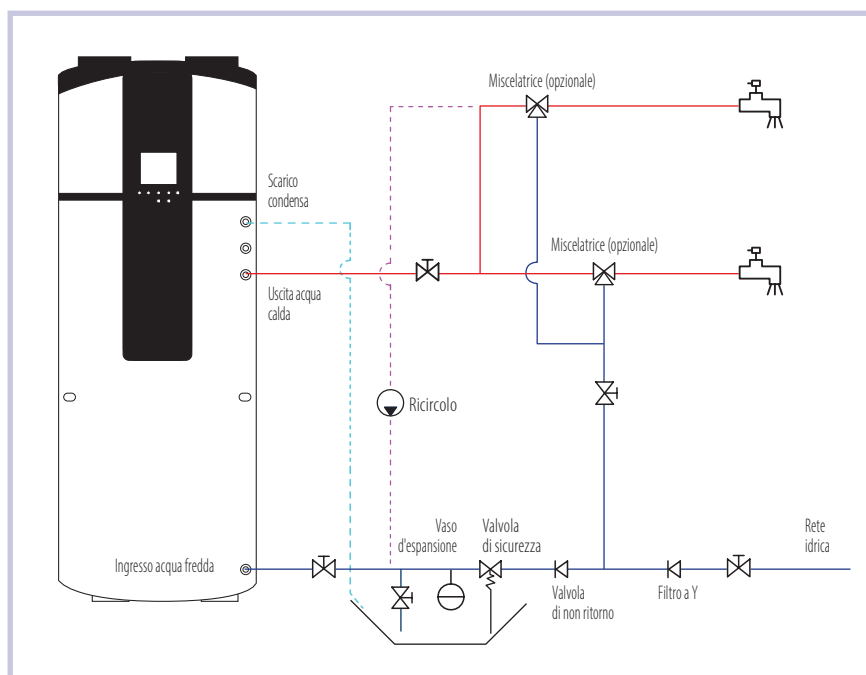 Miscelatrice (opzionale)
Scarico
condensa
Miscelatrice (opzionale)
Uscita acqua
calda
Ricircolo
Vaso
d'espansione
Valvola
di sicurezza
Rete
idrica
Ingresso acqua fredda
Valvola
di non ritorno
Filtro a Y